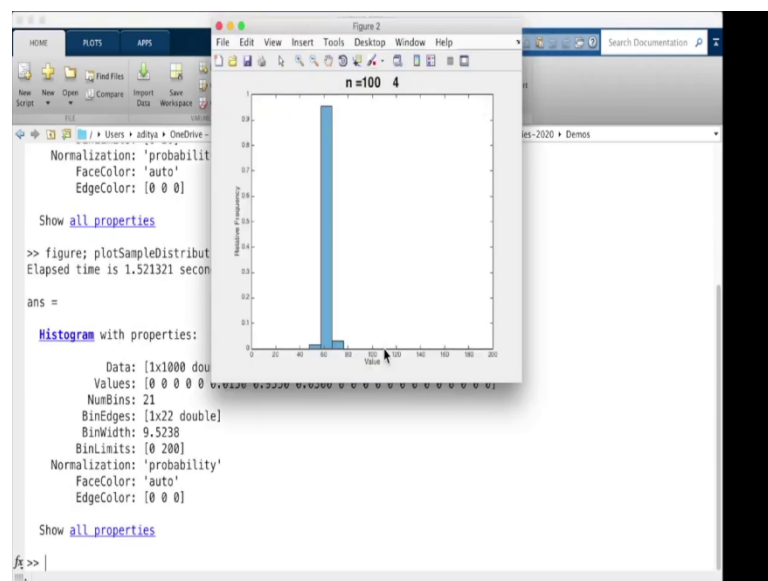 Figure 2
HOME PLOTS APPS
File Edit View Insert Tools Desktop Window Help
Search Documentation
New Script
New
Open
Find Files
Compare
Import Data
Save Workspace
FILE
/ ▸ Users ▸ aditya ▸ OneDrive –
ies-2020 ▸ Demos
n =100 4
Relative Frequency
1
0.9
0.8
0.7
0.6
0.5
0.4
0.3
0.2
0.1
0
0 20 40 60 80 100 120 140 160 180 200
Value
Normalization: 'probabilit
FaceColor: 'auto'
EdgeColor: [0 0 0]
Show all properties
>> figure; plotSampleDistribut
Elapsed time is 1.521321 secon
ans =
Histogram with properties:
Data: [1x1000 dou
Values: [0 0 0 0 0
NumBins: 21
BinEdges: [1x22 double]
BinWidth: 9.5238
BinLimits: [0 200]
Normalization: 'probability'
FaceColor: 'auto'
EdgeColor: [0 0 0]
Show all properties
fx >>